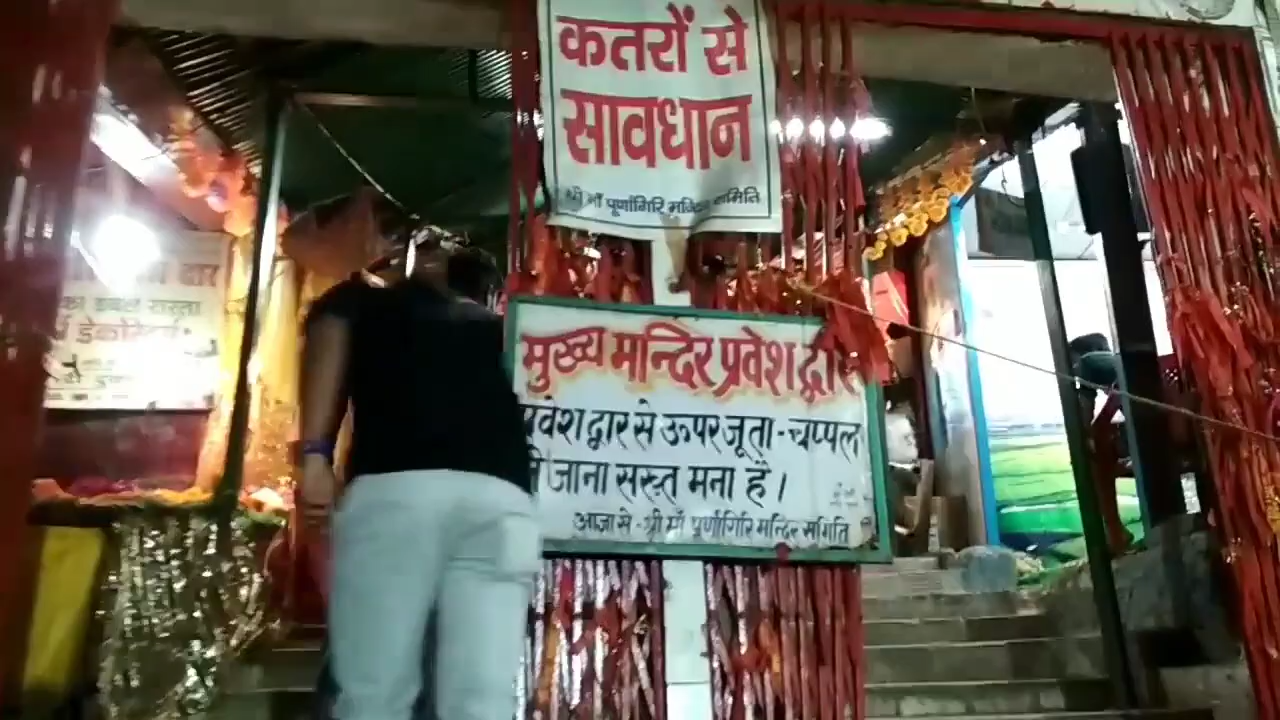 कतरों से
सावधान
श्री माँ पूर्णागिरि मन्दिर समिति
द्वार
रास्ता
मुख्य मन्दिर प्रवेश द्वार
प्रवेश द्वार से ऊपर जूता-चप्पल
जाना सख़्त मना है।
आज्ञा से - श्री माँ पूर्णागिरि मन्दिर समिति